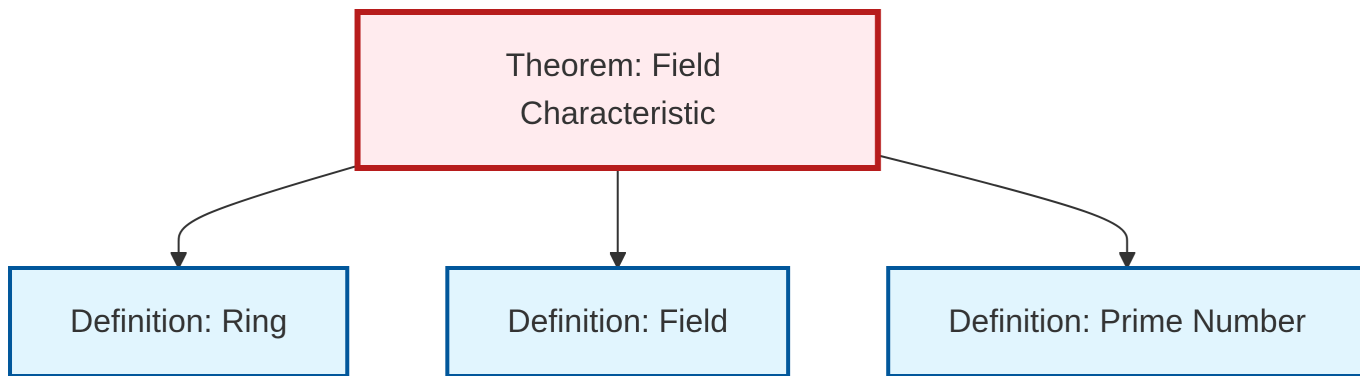 Theorem: Field
Characteristic
Definition: Ring
Definition: Field
Definition: Prime Number